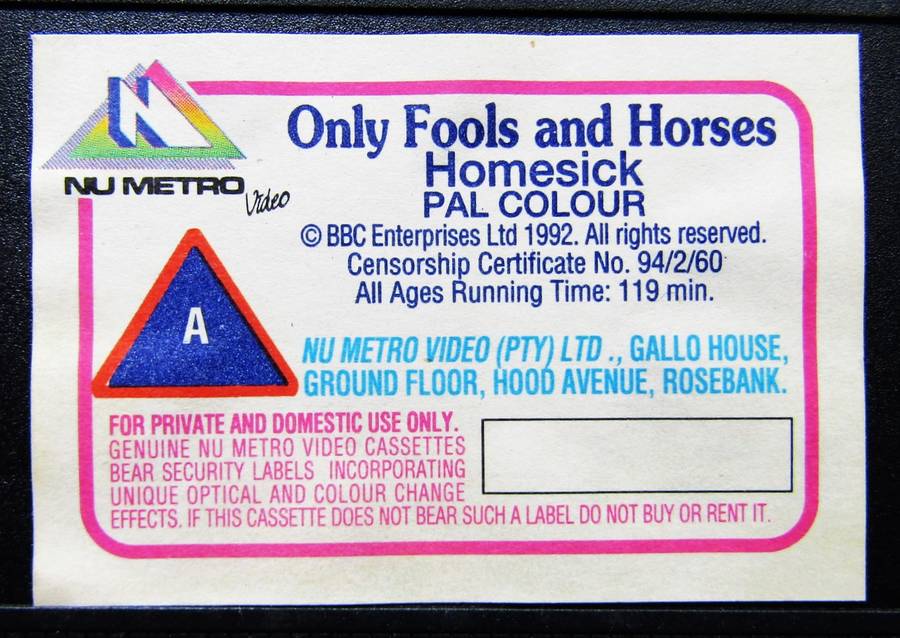 N
NU METRO
Video
Only Fools and Horses
Homesick
PAL COLOUR
© BBC Enterprises Ltd 1992. All rights reserved.
Censorship Certificate No. 94/2/60
All Ages Running Time: 119 min.
A
NU METRO VIDEO (PTY) LTD ., GALLO HOUSE,
GROUND FLOOR, HOOD AVENUE, ROSEBANK.
FOR PRIVATE AND DOMESTIC USE ONLY.
GENUINE NU METRO VIDEO CASSETTES
BEAR SECURITY LABELS INCORPORATING
UNIQUE OPTICAL AND COLOUR CHANGE
EFFECTS. IF THIS CASSETTE DOES NOT BEAR SUCH A LABEL DO NOT BUY OR RENT IT.